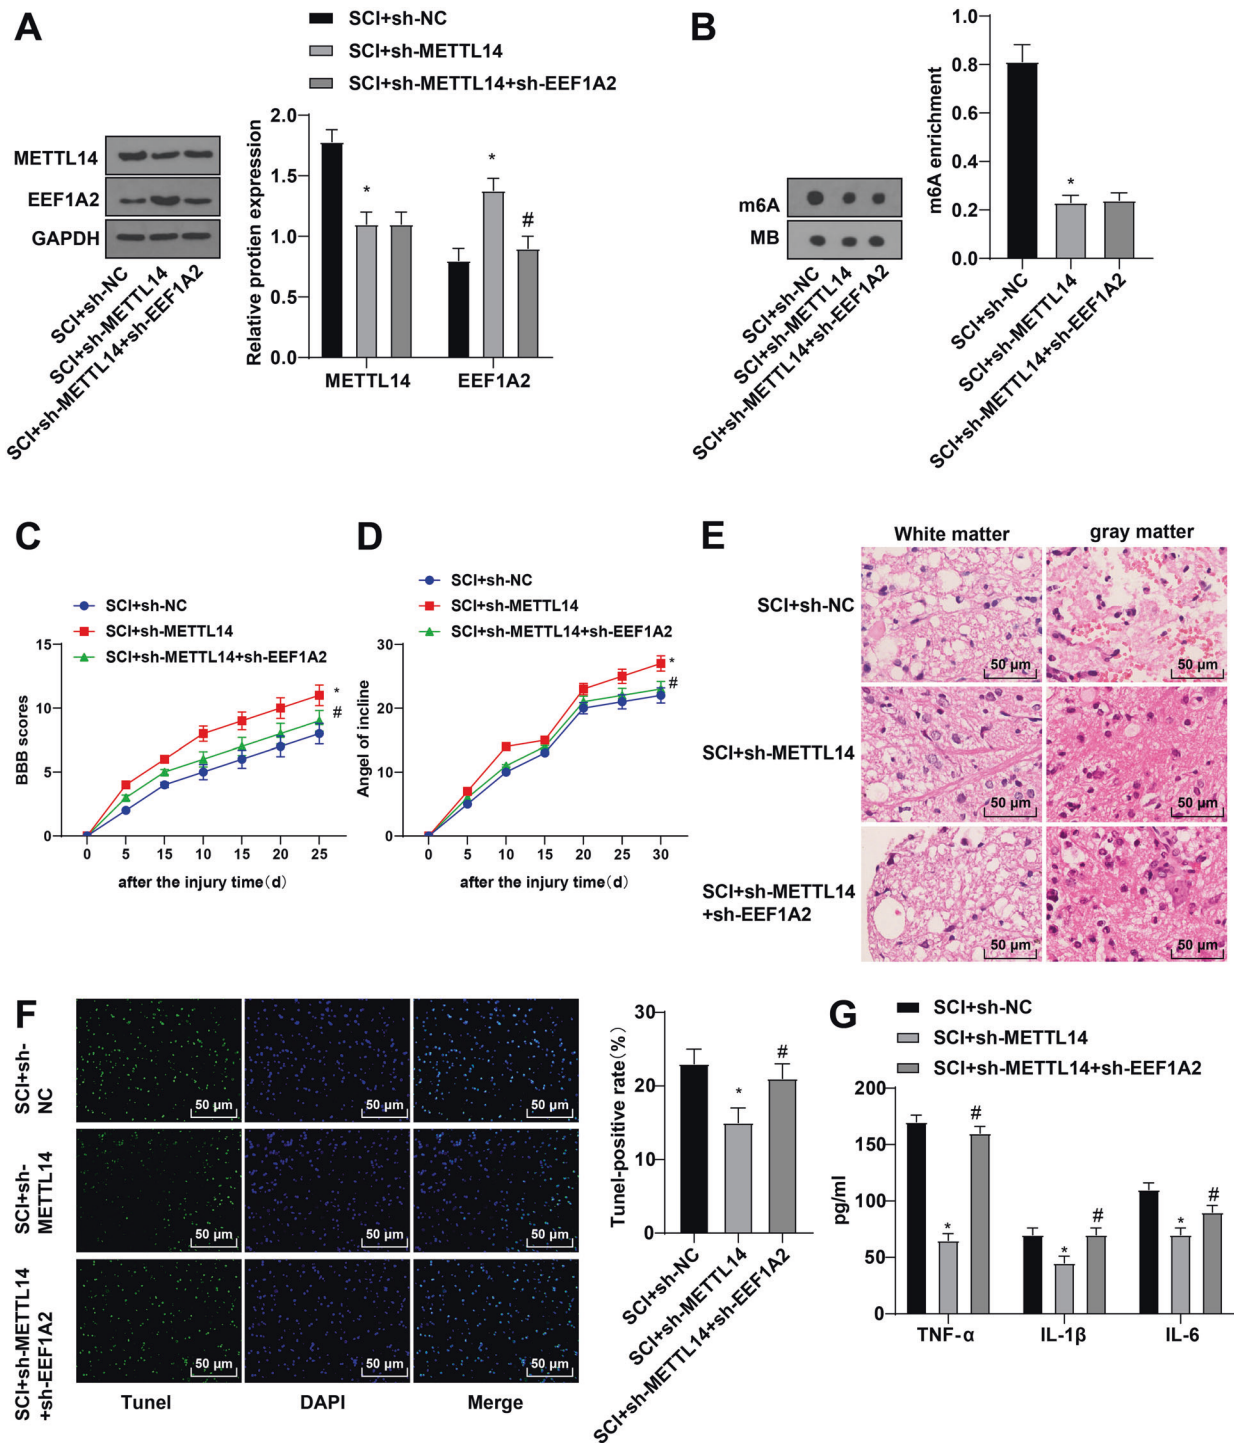 A
SCI+sh-NC
SCI+sh-METTL14
SCI+sh-METTL14+sh-EEF1A2
METTL14
EEF1A2
GAPDH
SCI+sh-NC
SCI+sh-METTL14
SCI+sh-METTL14+sh-EEF1A2
Relative protien expression
2.0
1.5
1.0
0.5
0.0
*
*
#
METTL14
EEF1A2
B
m6A
MB
SCI+sh-NC
SCI+sh-METTL14
SCI+sh-METTL14+sh-EEF1A2
m6A enrichment
1.0
0.8
0.6
0.4
0.2
0.0
*
SCI+sh-NC
SCI+sh-METTL14
SCI+sh-METTL14+sh-EEF1A2
C
SCI+sh-NC
SCI+sh-METTL14
SCI+sh-METTL14+sh-EEF1A2
BBB scores
15
10
5
0
*
#
0 5 15 10 15 20 25
after the injury time(d)
D
SCI+sh-NC
SCI+sh-METTL14
SCI+sh-METTL14+sh-EEF1A2
Angel of incline
30
20
10
0
*
#
0 5 10 15 20 25 30
after the injury time(d)
E
White matter
gray matter
SCI+sh-NC
50 μm
50 μm
SCI+sh-METTL14
50 μm
50 μm
SCI+sh-METTL14
+sh-EEF1A2
50 μm
50 μm
F
SCI+sh-
NC
50 μm
50 μm
50 μm
SCI+sh-
METTL14
50 μm
50 μm
50 μm
SCI+sh-METTL14
+sh-EEF1A2
50 μm
50 μm
50 μm
Tunel
DAPI
Merge
Tunel-positive rate(%)
30
20
10
0
*
#
SCI+sh-NC
SCI+sh-METTL14
SCI+sh-METTL14+sh-EEF1A2
G
SCI+sh-NC
SCI+sh-METTL14
SCI+sh-METTL14+sh-EEF1A2
pg/ml
200
150
100
50
0
*
#
*
#
*
#
TNF-α
IL-1β
IL-6